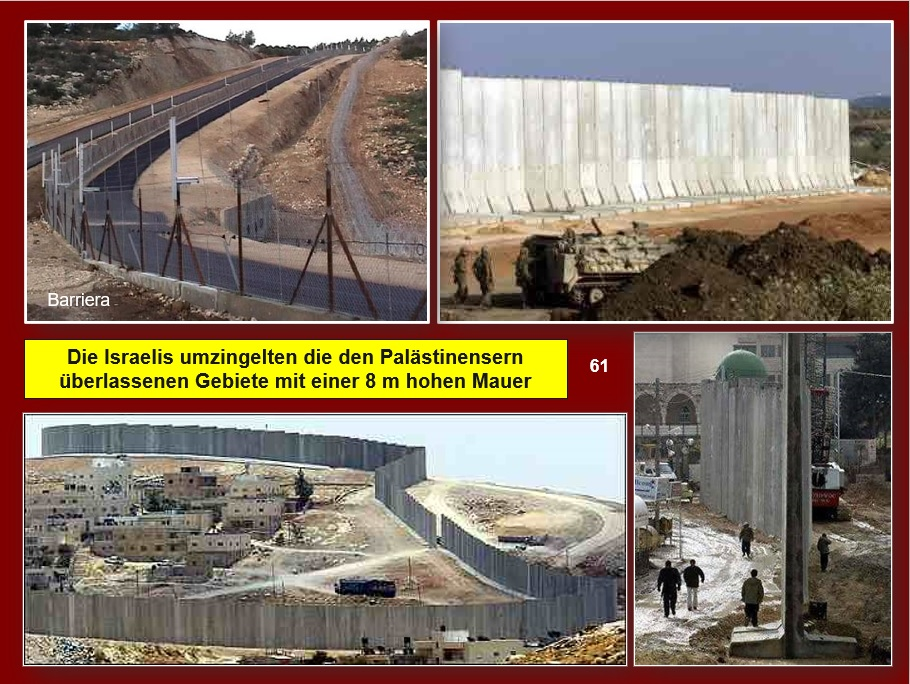 Barriera
Die Israelis umzingelten die den Palästinensern
überlassenen Gebiete mit einer 8 m hohen Mauer
61